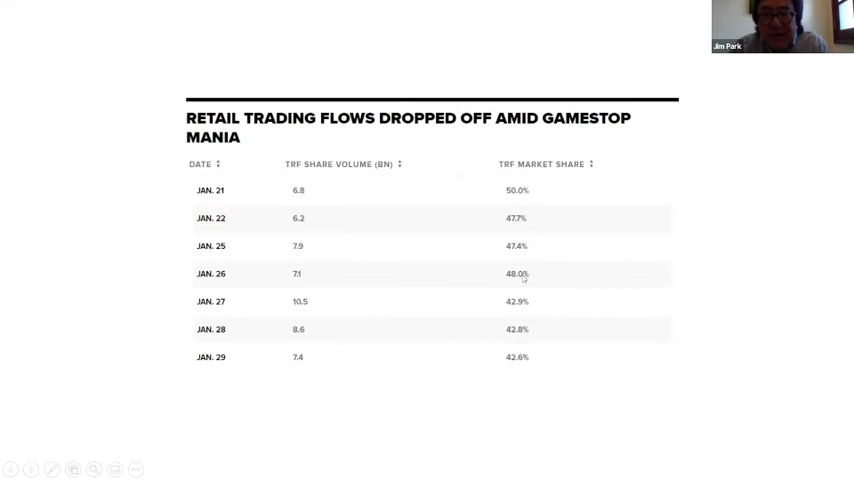 Jim Park
RETAIL TRADING FLOWS DROPPED OFF AMID GAMESTOP
MANIA
DATE TRF SHARE VOLUME (BN) TRF MARKET SHARE
JAN. 21 6.8 50.0%
JAN. 22 6.2 47.7%
JAN. 25 7.9 47.4%
JAN. 26 7.1 48.0%
JAN. 27 10.5 42.9%
JAN. 28 8.6 42.8%
JAN. 29 7.4 42.6%